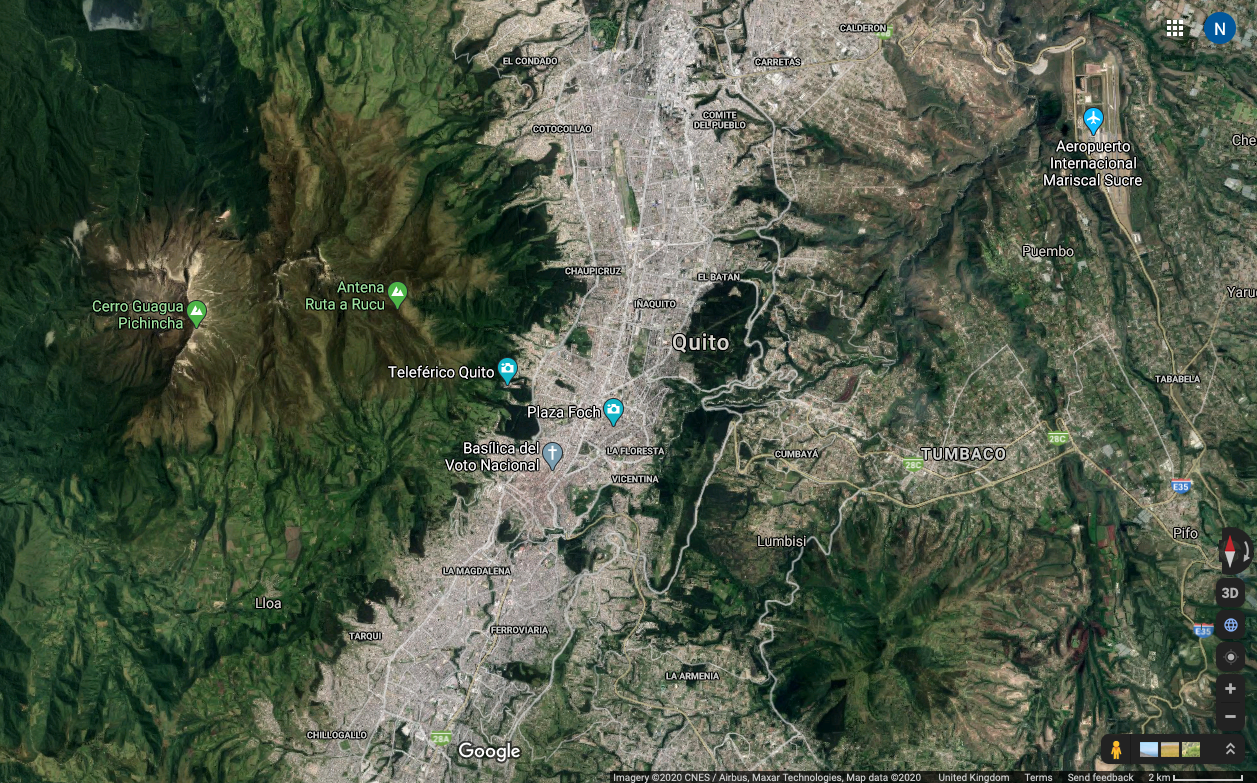 CALDERON
N
EL CONDADO
CARRETAS
COTOCOLLAO
COMITE
DEL PUEBLO
Aeropuerto
Internacional
Mariscal Sucre
Puembo
CHAUPICRUZ
EL BATAN
Antena
Ruta a Rucu
Cerro Guagua
Pichincha
IÑAQUITO
Quito
Teleférico Quito
TABABELA
Plaza Foch
28C
Basílica del
Voto Nacional
LA FLORESTA
CUMBAYÁ
28C
TUMBACO
VICENTINA
E35
Pifo
Lumbisi
LA MAGDALENA
3D
Lloa
E35
TARQUI
FERROVIARIA
LA ARMENIA
CHILLOGALLO
28A
Google
Imagery ©2020 CNES / Airbus, Maxar Technologies, Map data ©2020 United Kingdom Terms Send feedback 2 km